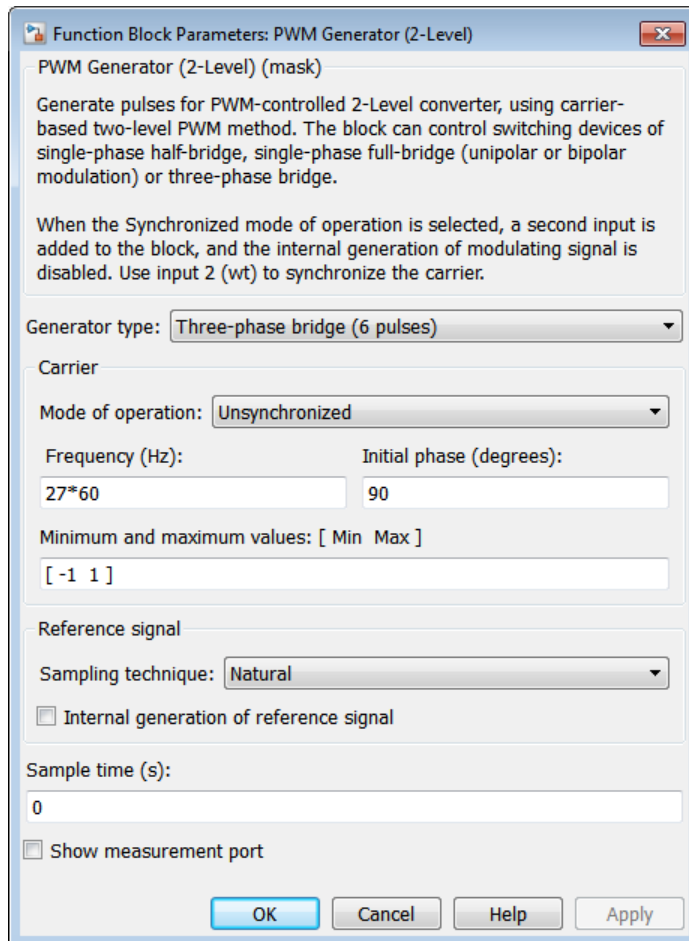 Function Block Parameters: PWM Generator (2-Level)
PWM Generator (2-Level) (mask)
Generate pulses for PWM-controlled 2-Level converter, using carrier-
based two-level PWM method. The block can control switching devices of
single-phase half-bridge, single-phase full-bridge (unipolar or bipolar
modulation) or three-phase bridge.
When the Synchronized mode of operation is selected, a second input is
added to the block, and the internal generation of modulating signal is
disabled. Use input 2 (wt) to synchronize the carrier.
Generator type: Three-phase bridge (6 pulses)
Carrier
Mode of operation: Unsynchronized
Frequency (Hz): Initial phase (degrees):
27*60 90
Minimum and maximum values: [ Min  Max ]
[ -1  1 ]
Reference signal
Sampling technique: Natural
Internal generation of reference signal
Sample time (s):
0
Show measurement port
OK Cancel Help Apply